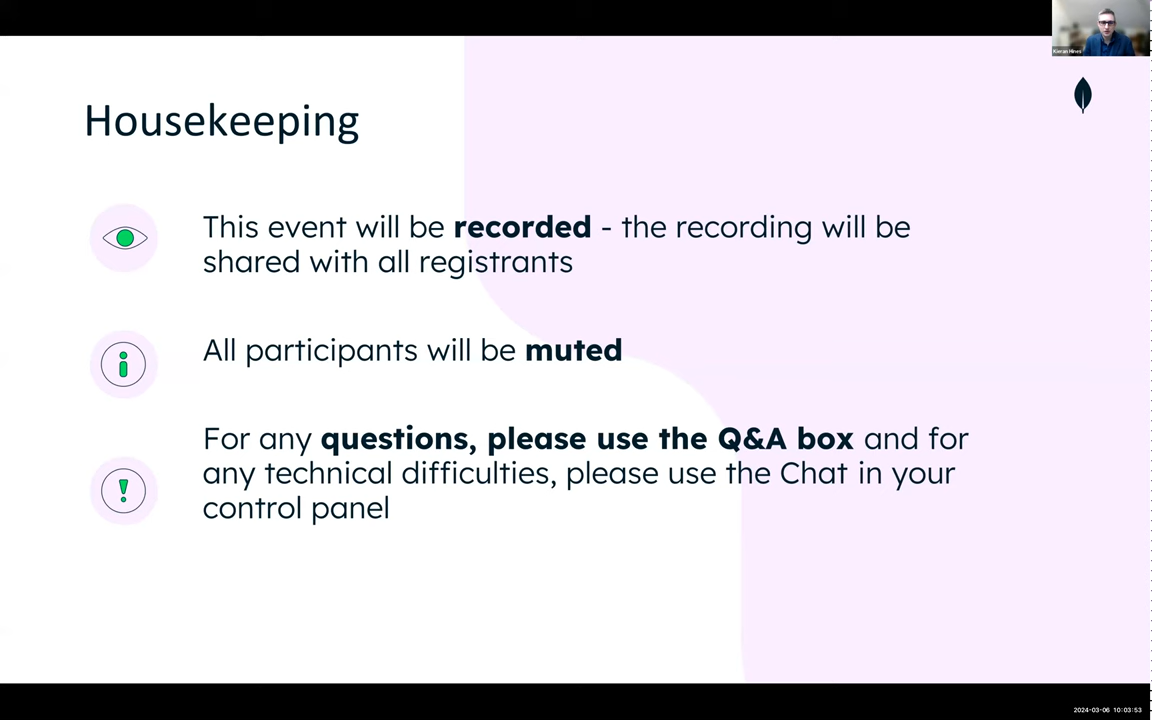 Kieran Hines
Housekeeping
This event will be recorded - the recording will be
shared with all registrants
All participants will be muted
For any questions, please use the Q&A box and for
any technical difficulties, please use the Chat in your
control panel
2024-03-06 10:03:53